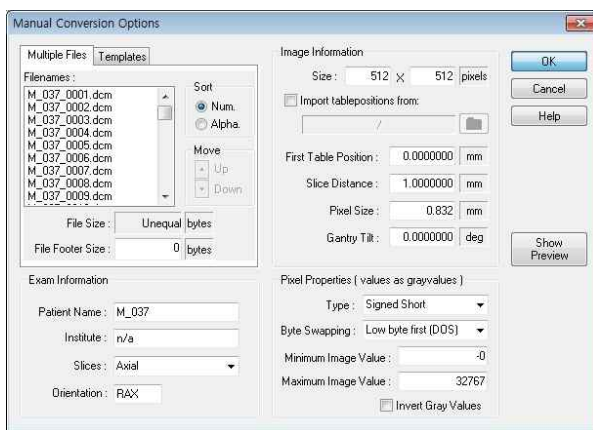 Manual Conversion Options
Multiple Files
Templates
Filenames :
M_037_0001.dcm
M_037_0002.dcm
M_037_0003.dcm
M_037_0004.dcm
M_037_0005.dcm
M_037_0006.dcm
M_037_0007.dcm
M_037_0008.dcm
M_037_0009.dcm
Sort
Num.
Alpha.
Move
Up
Down
File Size : Unequal bytes
File Footer Size : 0 bytes
Exam Information
Patient Name : M_037
Institute : n/a
Slices : Axial
Orientation : RAX
Image Information
Size : 512 X 512 pixels
Import tablepositions from:
/
First Table Position : 0.0000000 mm
Slice Distance : 1.0000000 mm
Pixel Size : 0.832 mm
Gantry Tilt : 0.0000000 deg
Pixel Properties ( values as grayvalues )
Type : Signed Short
Byte Swapping : Low byte first (DOS)
Minimum Image Value : -0
Maximum Image Value : 32767
Invert Gray Values
OK
Cancel
Help
Show
Preview